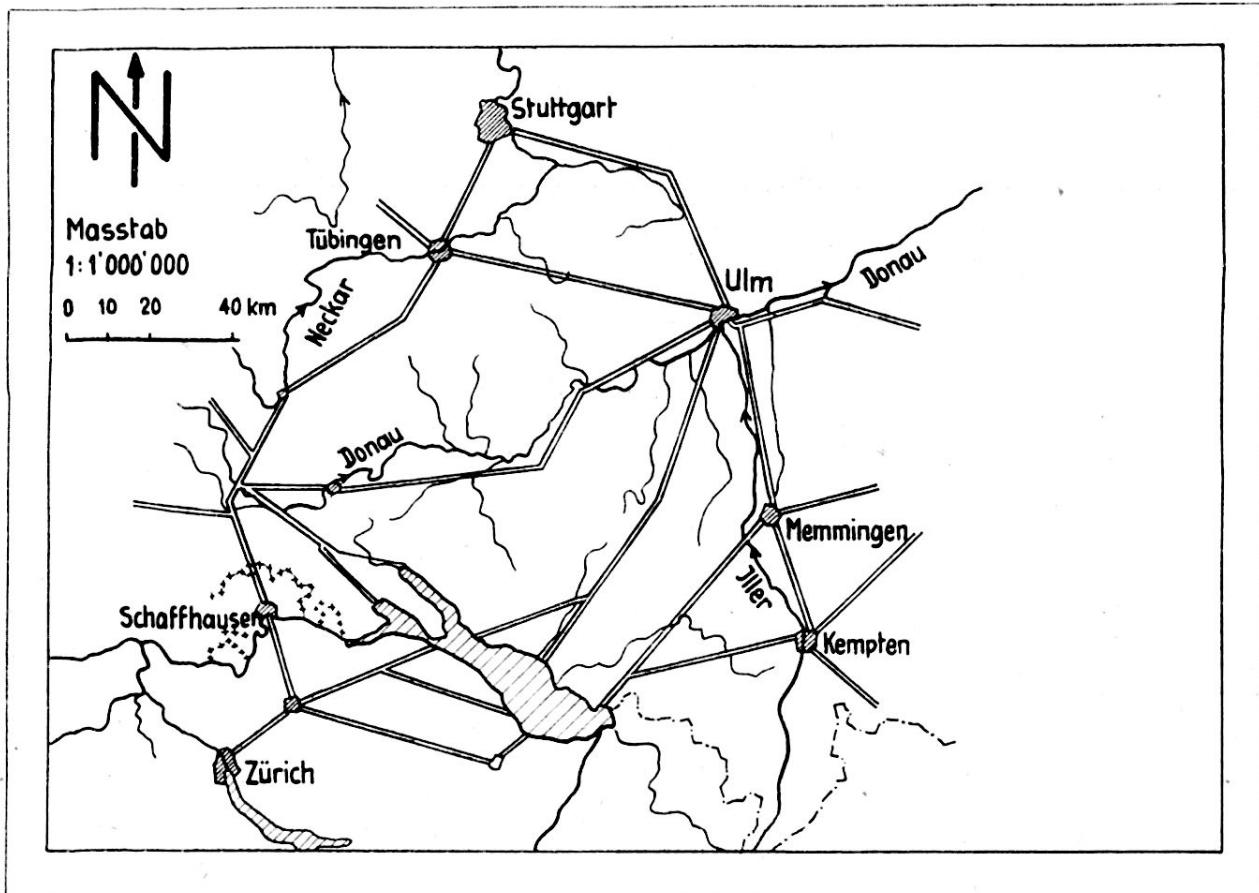 N
Stuttgart
Masstab
1:1'000'000
0 10 20 40 km
Tübingen
Neckar
Ulm
Donau
Donau
Memmingen
Iller
Schaffhausen
Kempten
Zürich